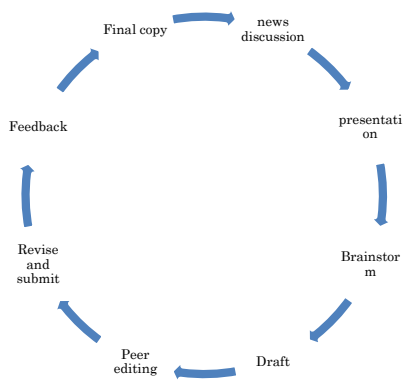 Final copy
news
discussion
presentati
on
Brainstor
m
Draft
Peer
editing
Revise
and
submit
Feedback